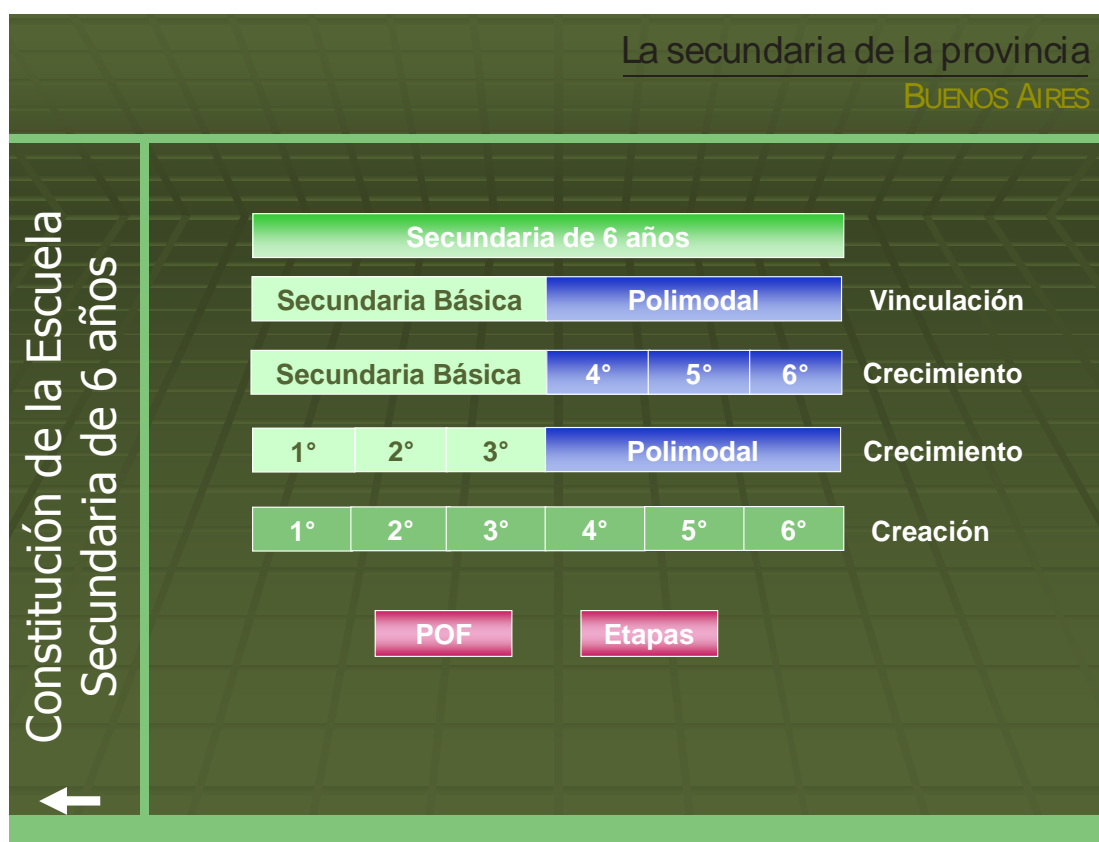 La secundaria de la provincia
BUENOS AIRES
Constitución de la Escuela
Secundaria de 6 años
Secundaria de 6 años
Secundaria Básica Polimodal Vinculación
Secundaria Básica 4° 5° 6° Crecimiento
1° 2° 3° Polimodal Crecimiento
1° 2° 3° 4° 5° 6° Creación
POF Etapas